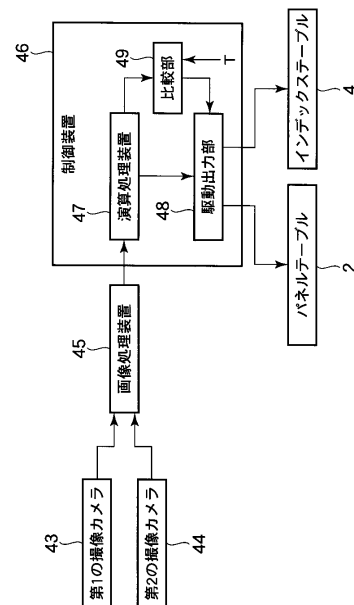 第1の撮像カメラ
43
第2の撮像カメラ
44
画像処理装置
45
制御装置
46
演算処理装置
47
比較部
49
T
駆動出力部
48
パネルテーブル
2
インデックステーブル
4